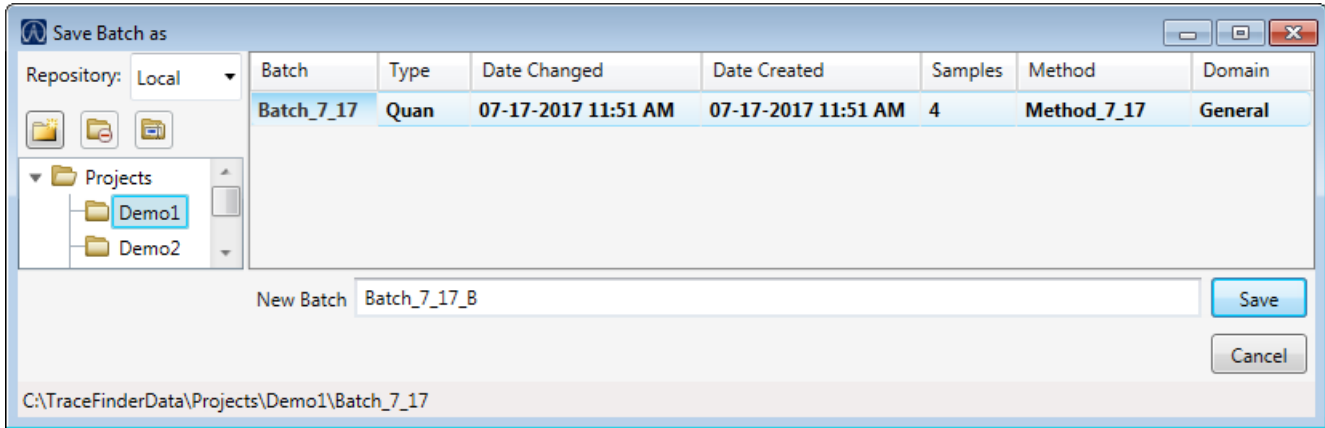 Save Batch as
Repository: Local
Batch Type Date Changed Date Created Samples Method Domain
Batch_7_17 Quan 07-17-2017 11:51 AM 07-17-2017 11:51 AM 4 Method_7_17 General
Projects
Demo1
Demo2
New Batch Batch_7_17_B Save
Cancel
C:\TraceFinderData\Projects\Demo1\Batch_7_17